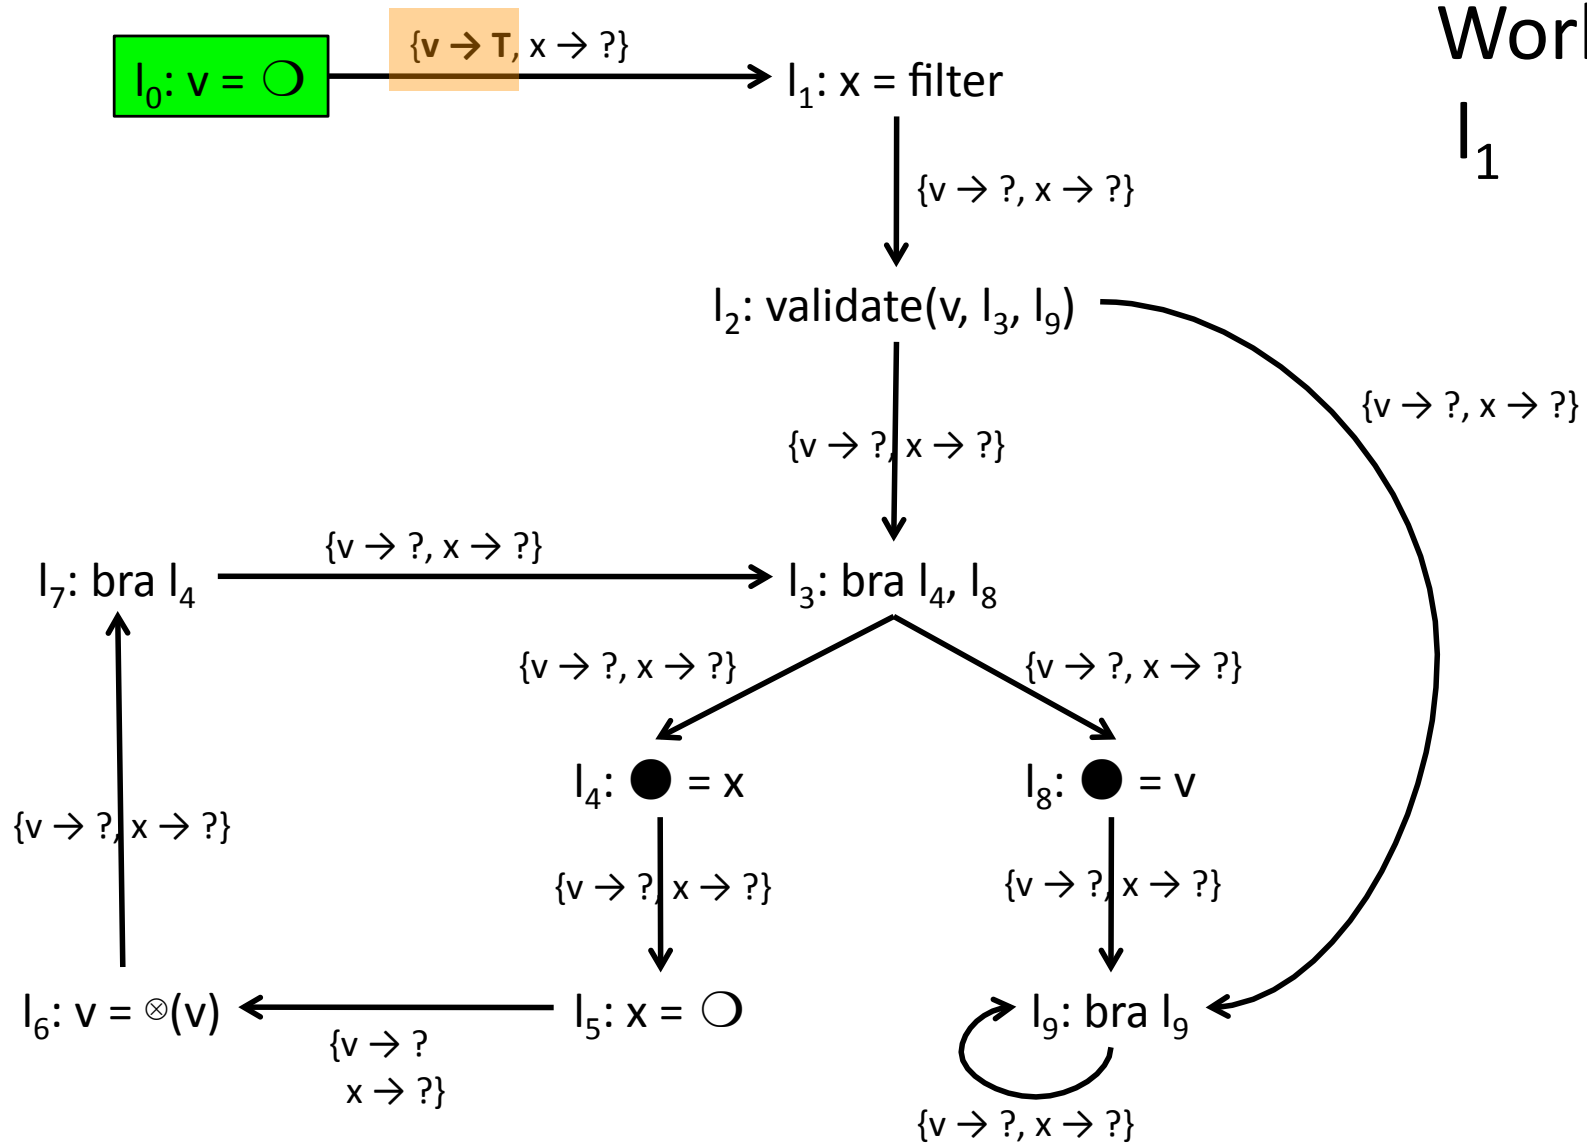 Worl
{v → T, x → ?}
l₀: v = ❍
l₁: x = filter
l₁
{v → ?, x → ?}
l₂: validate(v, l₃, l₉)
{v → ?, x → ?}
{v → ?, x → ?}
{v → ?, x → ?}
l₇: bra l₄
l₃: bra l₄, l₈
{v → ?, x → ?}
{v → ?, x → ?}
l₄: ● = x
l₈: ● = v
{v → ?, x → ?}
{v → ?, x → ?}
{v → ?, x → ?}
l₆: v = ⊗(v)
l₅: x = ❍
l₉: bra l₉
{v → ?
x → ?}
{v → ?, x → ?}